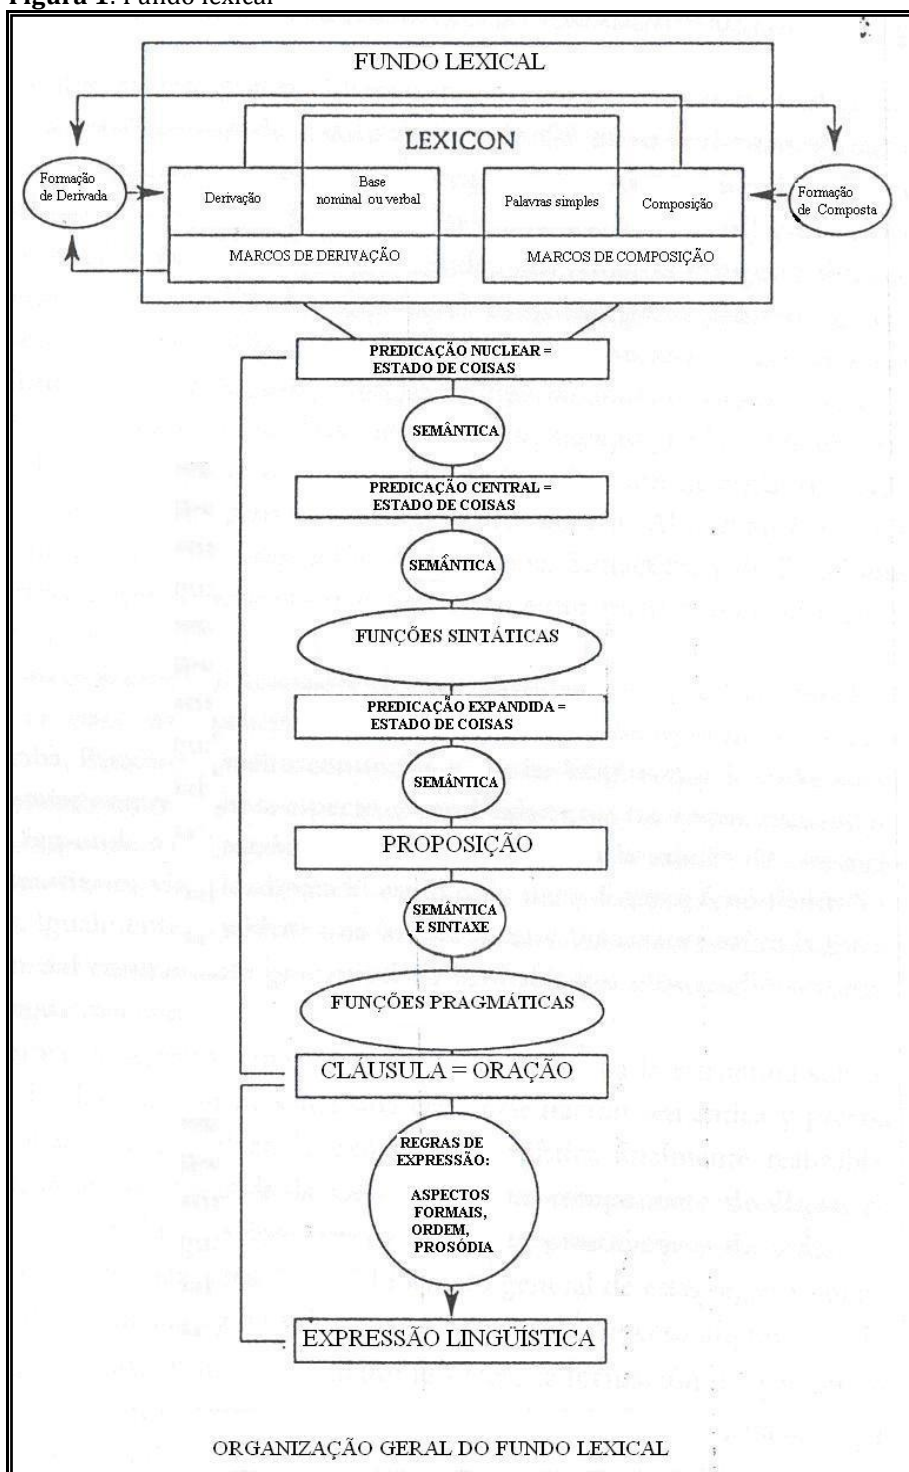 Figura 1: Fundo lexical
FUNDO LEXICAL
LEXICON
Formação
de Derivada
Derivação
Base
nominal ou verbal
Palavras simples
Composição
Formação
de Composta
MARCOS DE DERIVAÇÃO
MARCOS DE COMPOSIÇÃO
PREDICAÇÃO NUCLEAR =
ESTADO DE COISAS
SEMÂNTICA
PREDICAÇÃO CENTRAL =
ESTADO DE COISAS
SEMÂNTICA
FUNÇÕES SINTÁTICAS
PREDICAÇÃO EXPANDIDA =
ESTADO DE COISAS
SEMÂNTICA
PROPOSIÇÃO
SEMÂNTICA
E SINTAXE
FUNÇÕES PRAGMÁTICAS
CLÁUSULA = ORAÇÃO
REGRAS DE
EXPRESSÃO:
ASPECTOS
FORMAIS,
ORDEM,
PROSÓDIA
EXPRESSÃO LINGÜÍSTICA
ORGANIZAÇÃO GERAL DO FUNDO LEXICAL